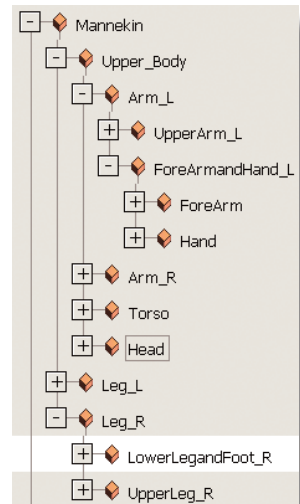 Mannekin
Upper_Body
Arm_L
UpperArm_L
ForeArmandHand_L
ForeArm
Hand
Arm_R
Torso
Head
Leg_L
Leg_R
LowerLegandFoot_R
UpperLeg_R